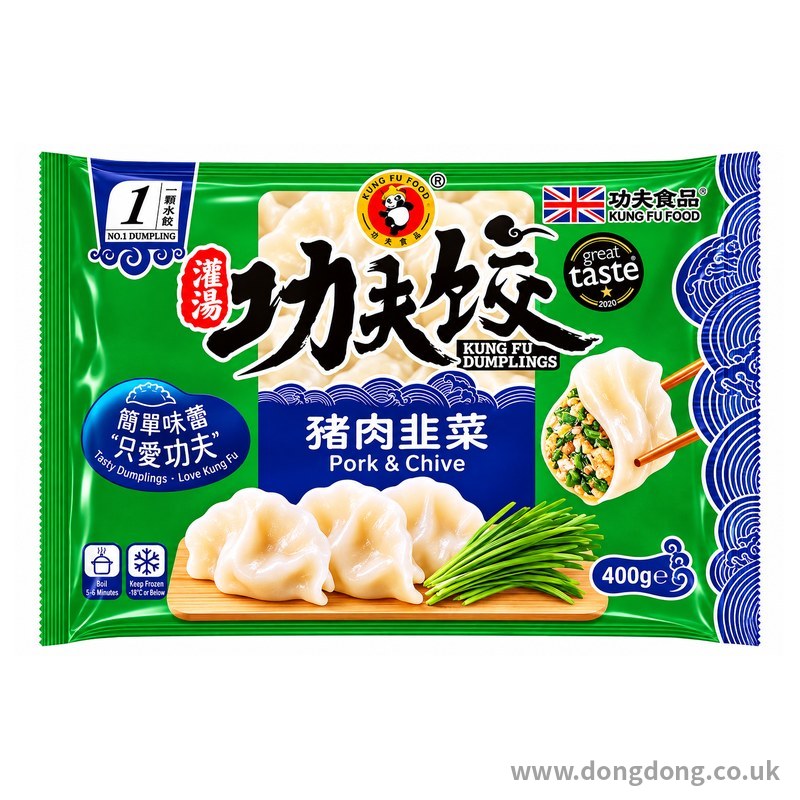 1
一顆水餃
NO.1 DUMPLING
KUNG FU FOOD
®
功夫食品
功夫食品®
KUNG FU FOOD
great
taste®
2020
灌湯
功夫饺
KUNG FU
DUMPLINGS
簡單味蕾
“只愛功夫”
Tasty Dumplings - Love Kung Fu
豬肉韭菜
Pork & Chive
Boil
5-6 Minutes
Keep Frozen
-18°C or Below
400g℮
www.dongdong.co.uk